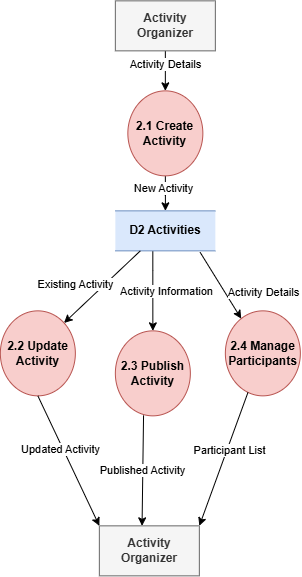 Activity
Organizer
Activity Details
2.1 Create
Activity
New Activity
D2 Activities
Existing Activity
Activity Information
Activity Details
2.2 Update
Activity
2.3 Publish
Activity
2.4 Manage
Participants
Updated Activity
Published Activity
Participant List
Activity
Organizer